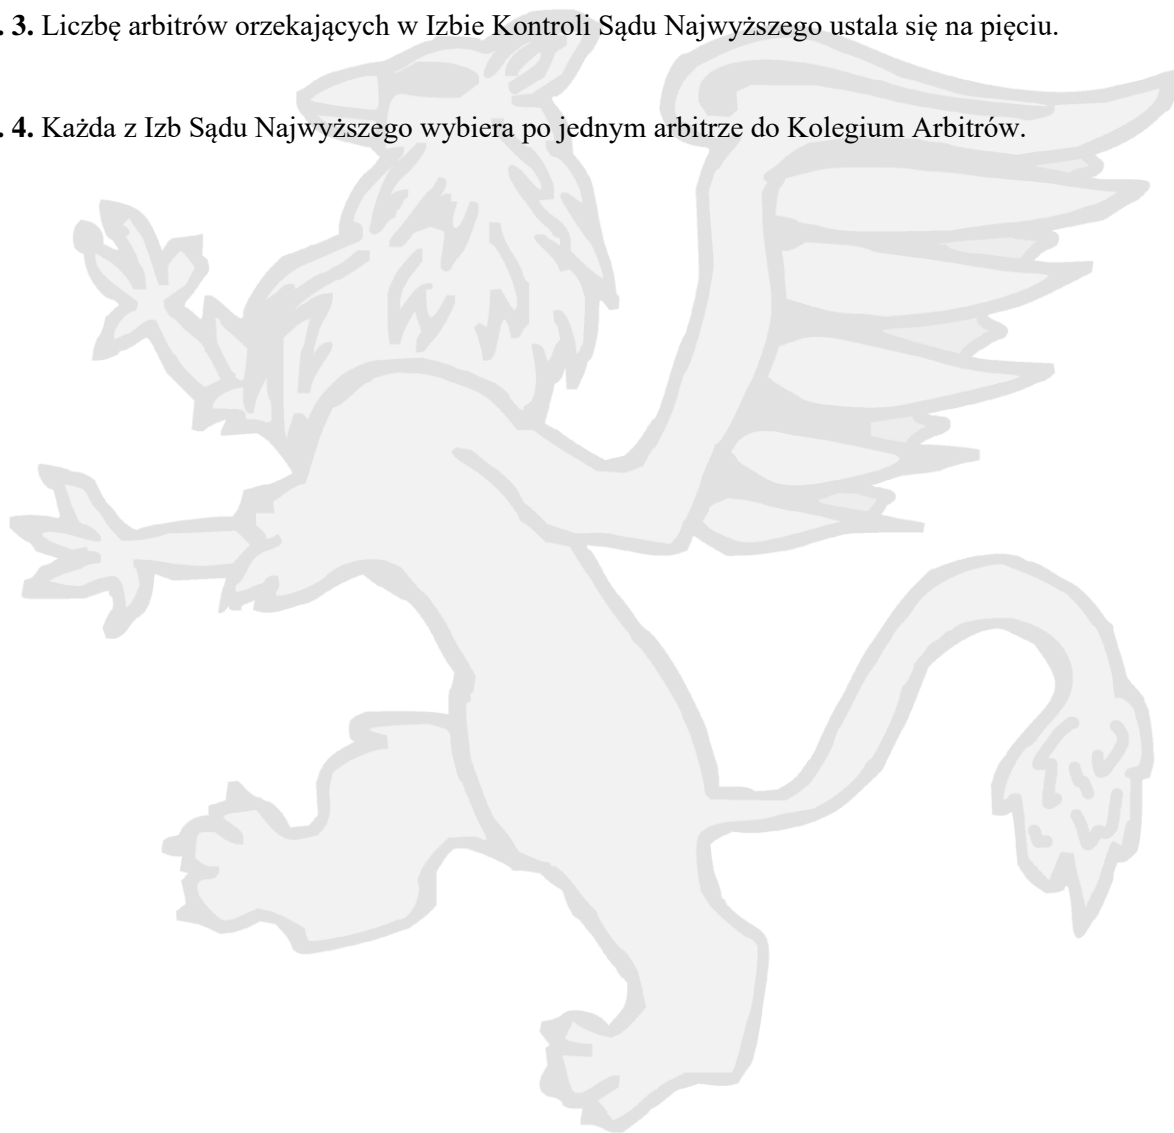 . 3. Liczbę arbitrów orzekających w Izbie Kontroli Sądu Najwyższego ustala się na pięciu.
. 4. Każda z Izb Sądu Najwyższego wybiera po jednym arbitrze do Kolegium Arbitrów.